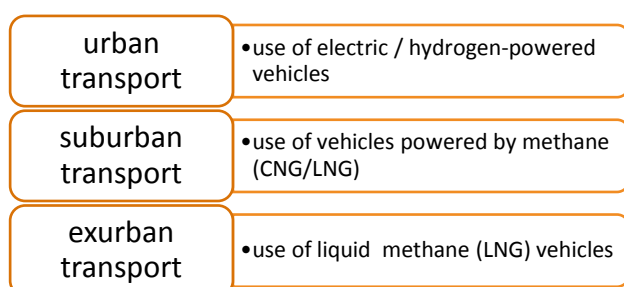 urban
transport
•use of electric / hydrogen-powered
vehicles
suburban
transport
•use of vehicles powered by methane
(CNG/LNG)
exurban
transport
•use of liquid  methane (LNG) vehicles